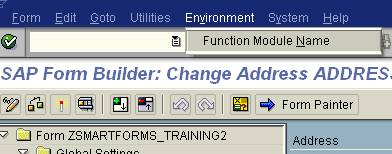 Form Edit Goto Utilities Environment System Help
Function Module Name
SAP Form Builder: Change Address ADDRES
Form Painter
Form ZSMARTFORMS_TRAINING2
Address
Global Settings